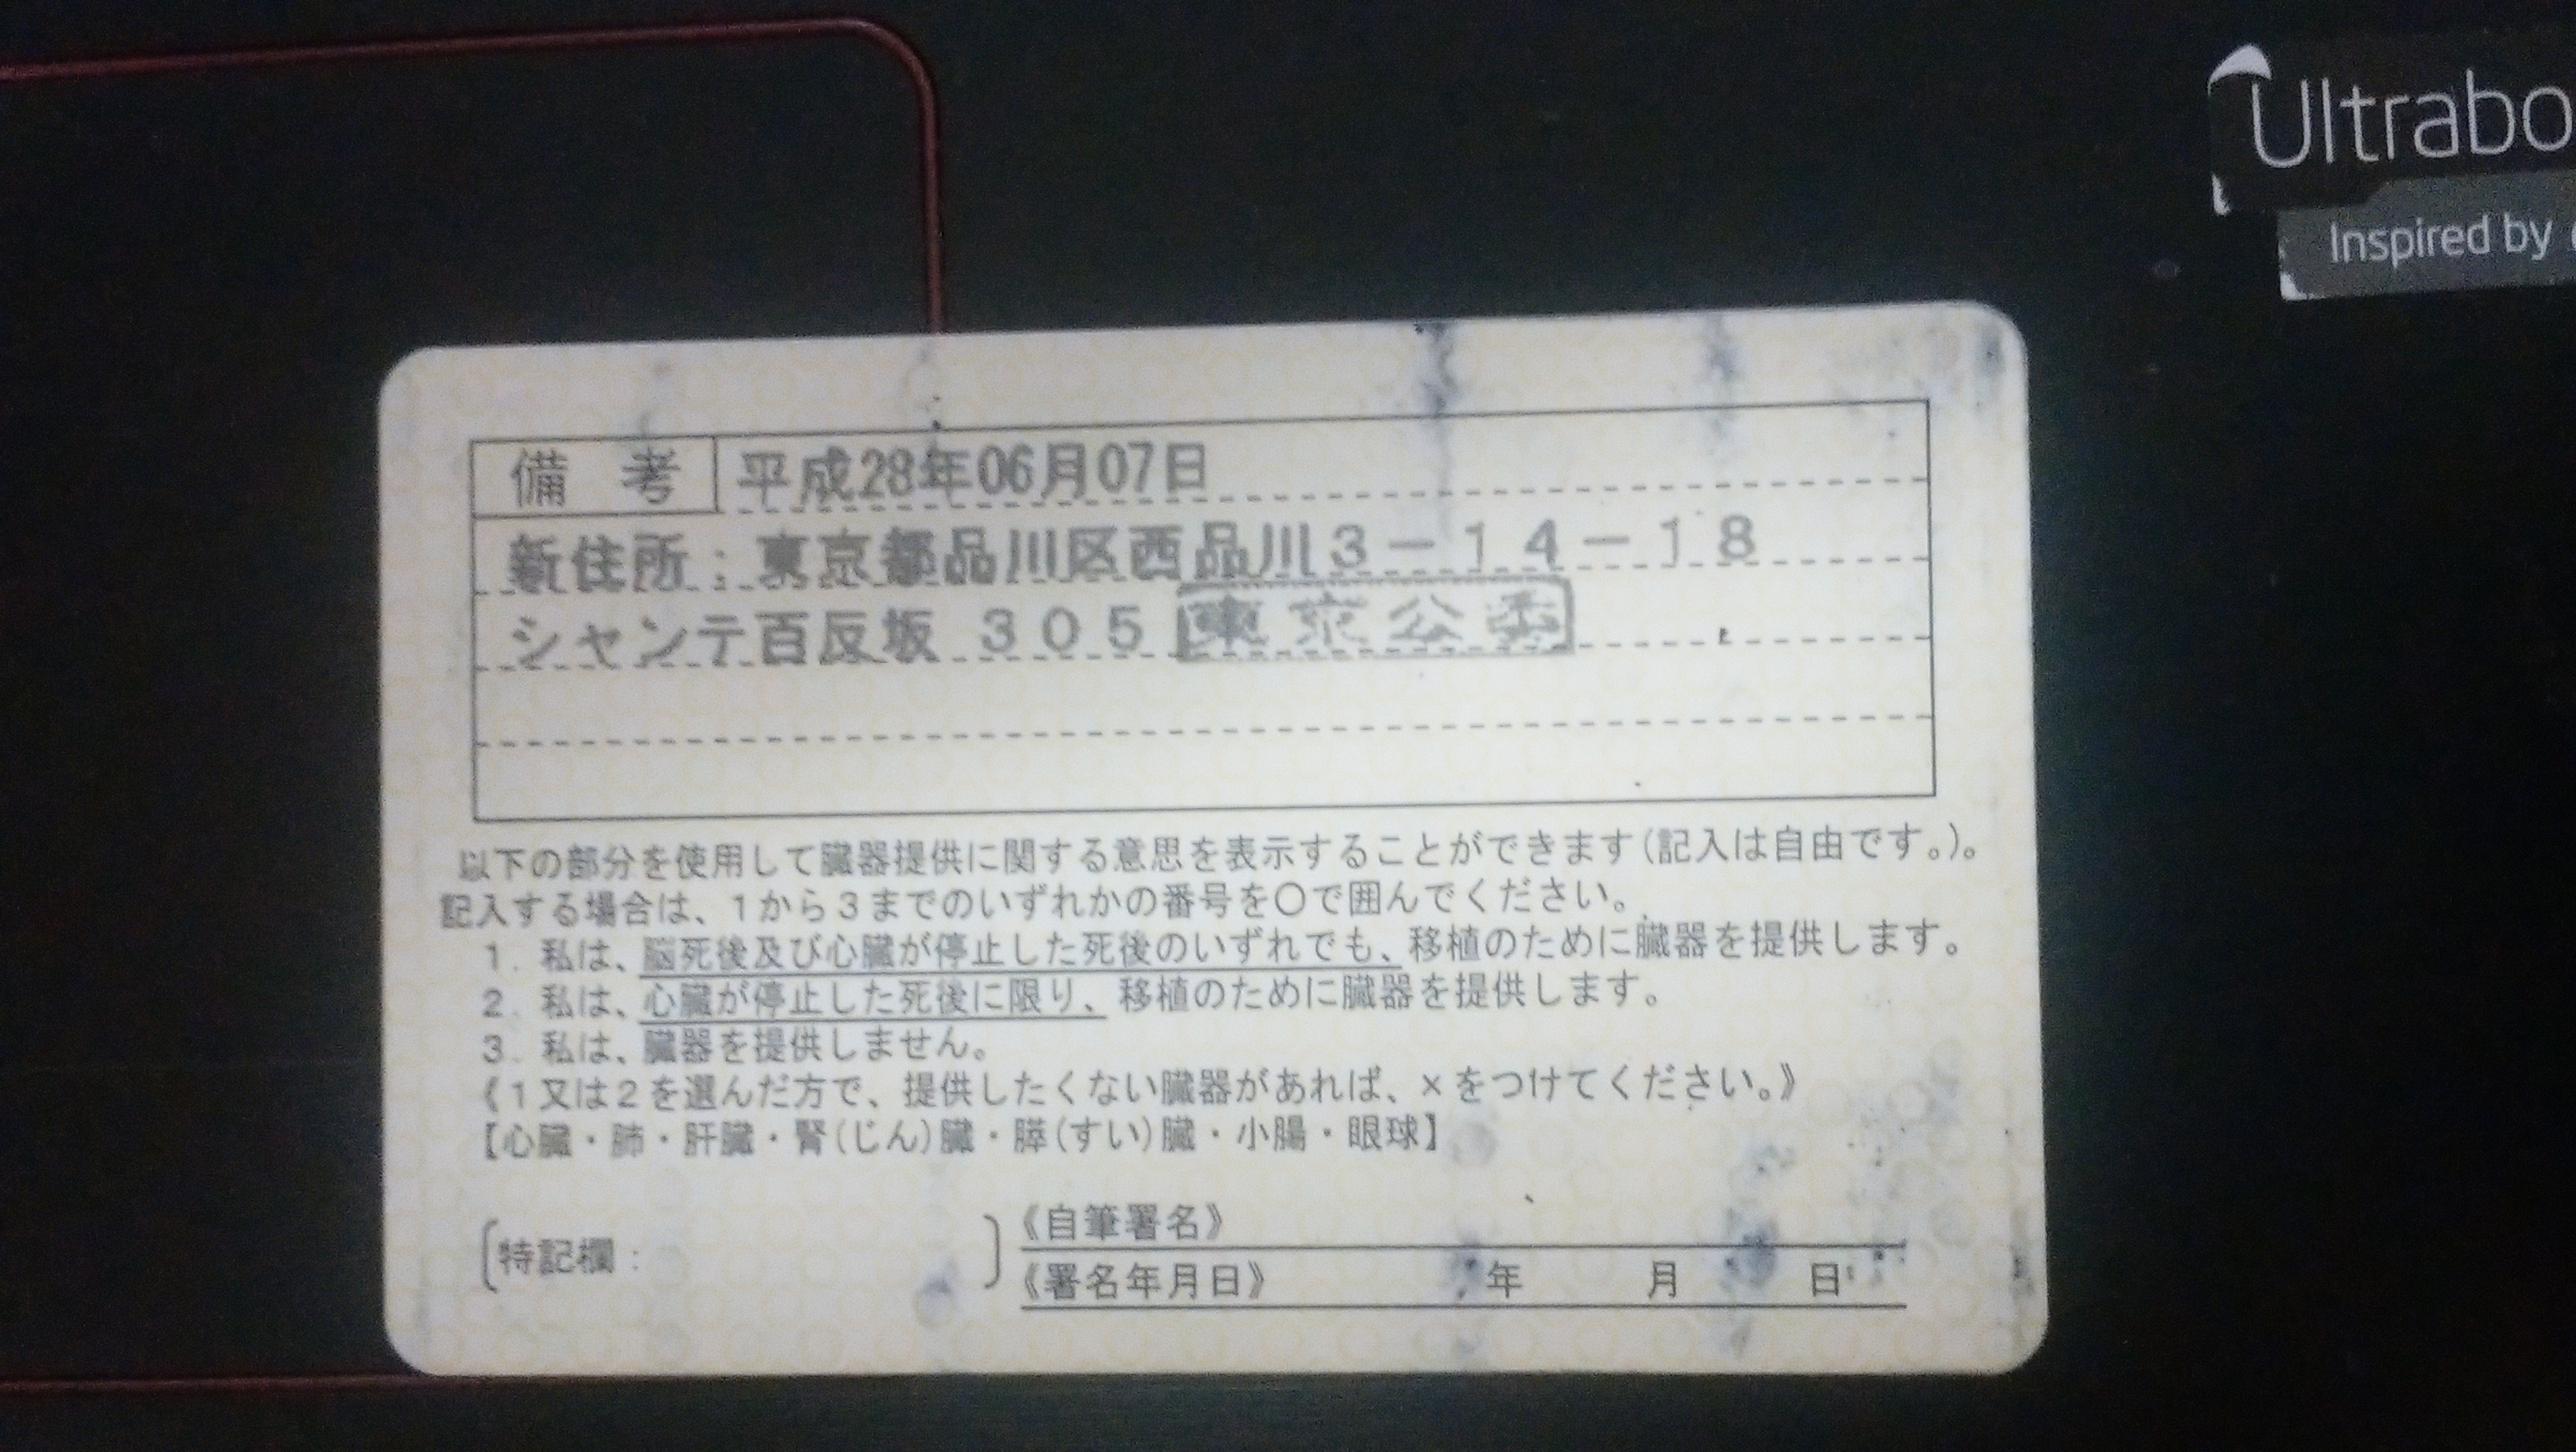 備考 平成28年06月07日
新住所:東京都品川区西品川3-14-18
シャンテ百反坂 305
以下の部分を使用して臓器提供に関する意思を表示することができます(記入は自由です。)。
記入する場合は、1から3までのいずれかの番号を〇で囲んでください。
1. 私は、脳死後及び心臓が停止した死後のいずれでも、移植のために臓器を提供します。
2. 私は、心臓が停止した死後に限り、移植のために臓器を提供します。
3. 私は、臓器を提供しません。
《1又は2を選んだ方で、提供したくない臓器があれば、×をつけてください。》
【心臓・肺・肝臓・腎(じん)臓・膵(すい)臓・小腸・眼球】
〔特記欄: 〕
《自筆署名》
《署名年月日》 年 月 日
Ultrabo
Inspired by